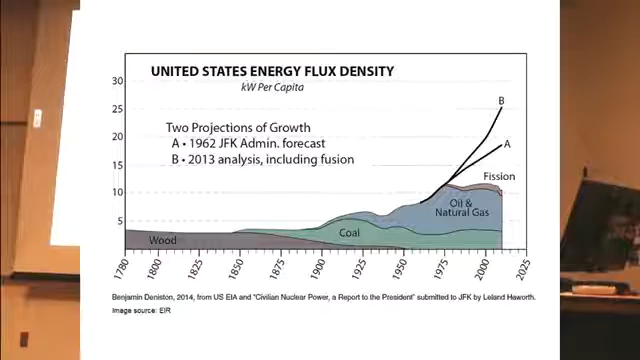 UNITED STATES ENERGY FLUX DENSITY
kW Per Capita
Two Projections of Growth
A • 1962 JFK Admin. forecast
B • 2013 analysis, including fusion
30
25
20
15
10
5
B
A
Fission
Oil &
Natural Gas
Coal
Wood
1780
1800
1825
1850
1875
1900
1925
1950
1975
2000
2025
Benjamin Deniston, 2014, from US EIA and "Civilian Nuclear Power, a Report to the President" submitted to JFK by Leland Haworth.
Image source: EIR